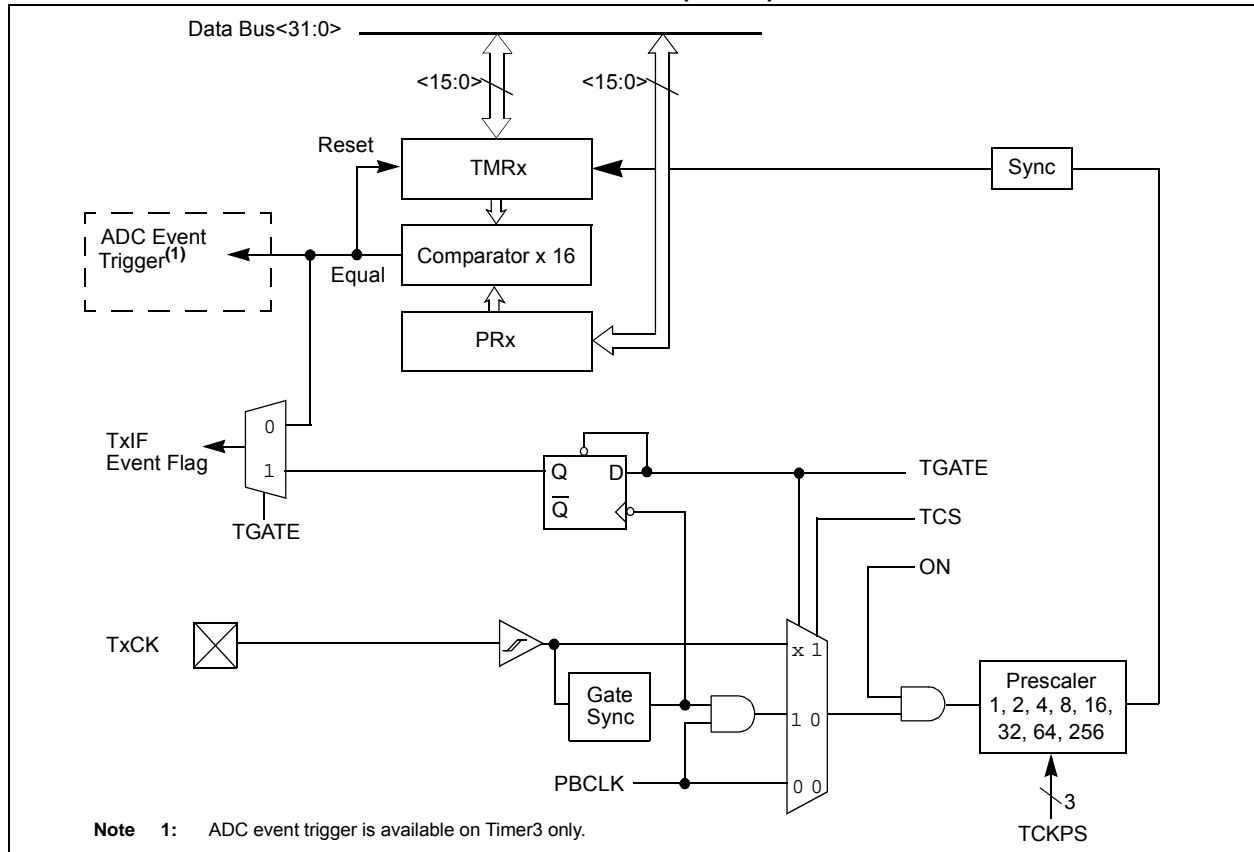 Data Bus<31:0>
<15:0>
<15:0>
Reset
TMRx
Sync
ADC Event
Trigger(1)
Equal
Comparator x 16
PRx
0
1
TxIF
Event Flag
TGATE
Q
D
Q
TGATE
TCS
ON
TxCK
x 1
Gate
Sync
1 0
Prescaler
1, 2, 4, 8, 16,
32, 64, 256
PBCLK
0 0
3
TCKPS
Note 1: ADC event trigger is available on Timer3 only.